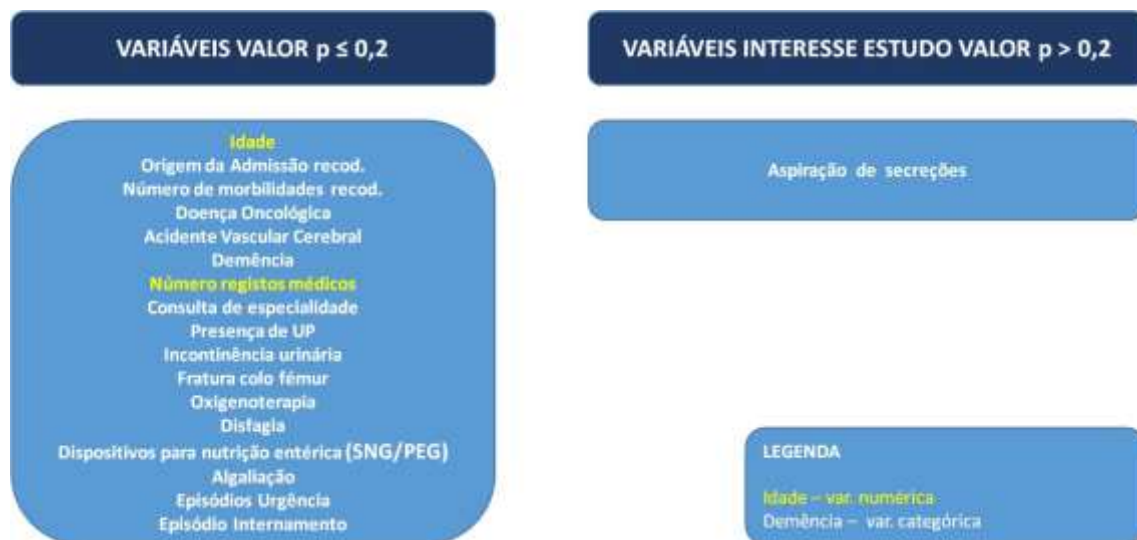 VARIÁVEIS VALOR p ≤ 0,2
VARIÁVEIS INTERESSE ESTUDO VALOR p > 0,2
Idade
Origem da Admissão recod.
Número de morbilidades recod.
Doença Oncológica
Acidente Vascular Cerebral
Demência
Número registos médicos
Consulta de especialidade
Presença de UP
Incontinência urinária
Fratura colo fémur
Oxigenoterapia
Disfagia
Dispositivos para nutrição entérica (SNG/PEG)
Algaliação
Episódios Urgência
Episódio Internamento
Aspiração de secreções
LEGENDA
Idade – var. numérica
Demência – var. categórica